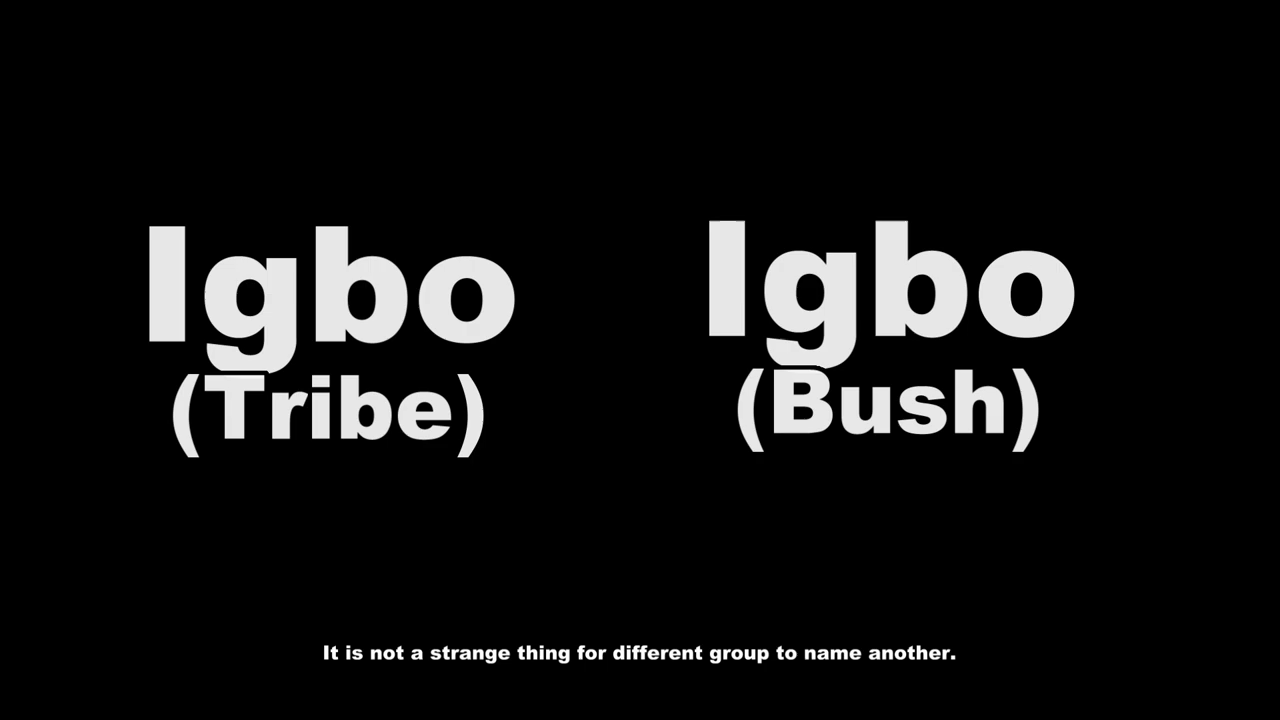 Igbo Igbo
(Tribe) (Bush)
It is not a strange thing for different group to name another.